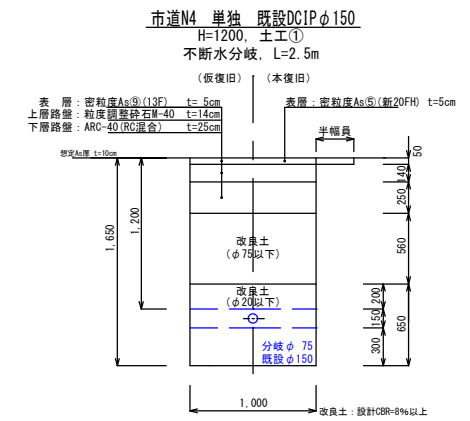 市道N4 単独 既設DCIPφ150
H=1200, 土工①
不断水分岐, L=2.5m
(仮復旧) (本復旧)
表 層：密粒度As⑨(13F) t= 5cm
表層：密粒度As⑤(新20FH) t=5cm
上層路盤：粒度調整砕石M-40 t=14cm
下層路盤：ARC-40(RC混合) t=25cm
半幅員
想定As厚 t=10cm
50
140
250
1,200
1,650
改良土
(φ75以下)
560
改良土
(φ20以下)
200
150
650
分岐φ 75
既設φ150
300
1,000
改良土：設計CBR=8%以上